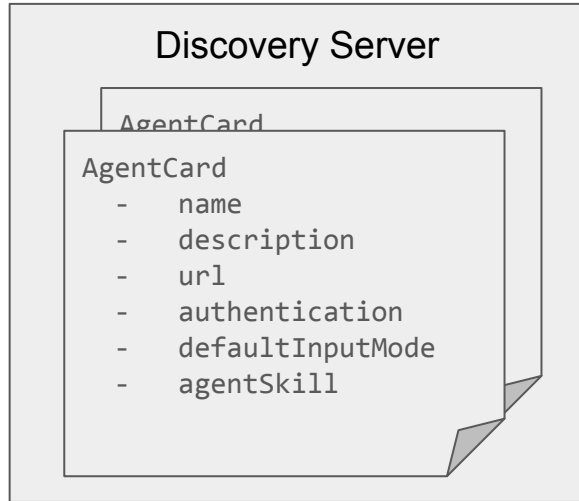 Discovery Server
AgentCard
AgentCard
- name
- description
- url
- authentication
- defaultInputMode
- agentSkill